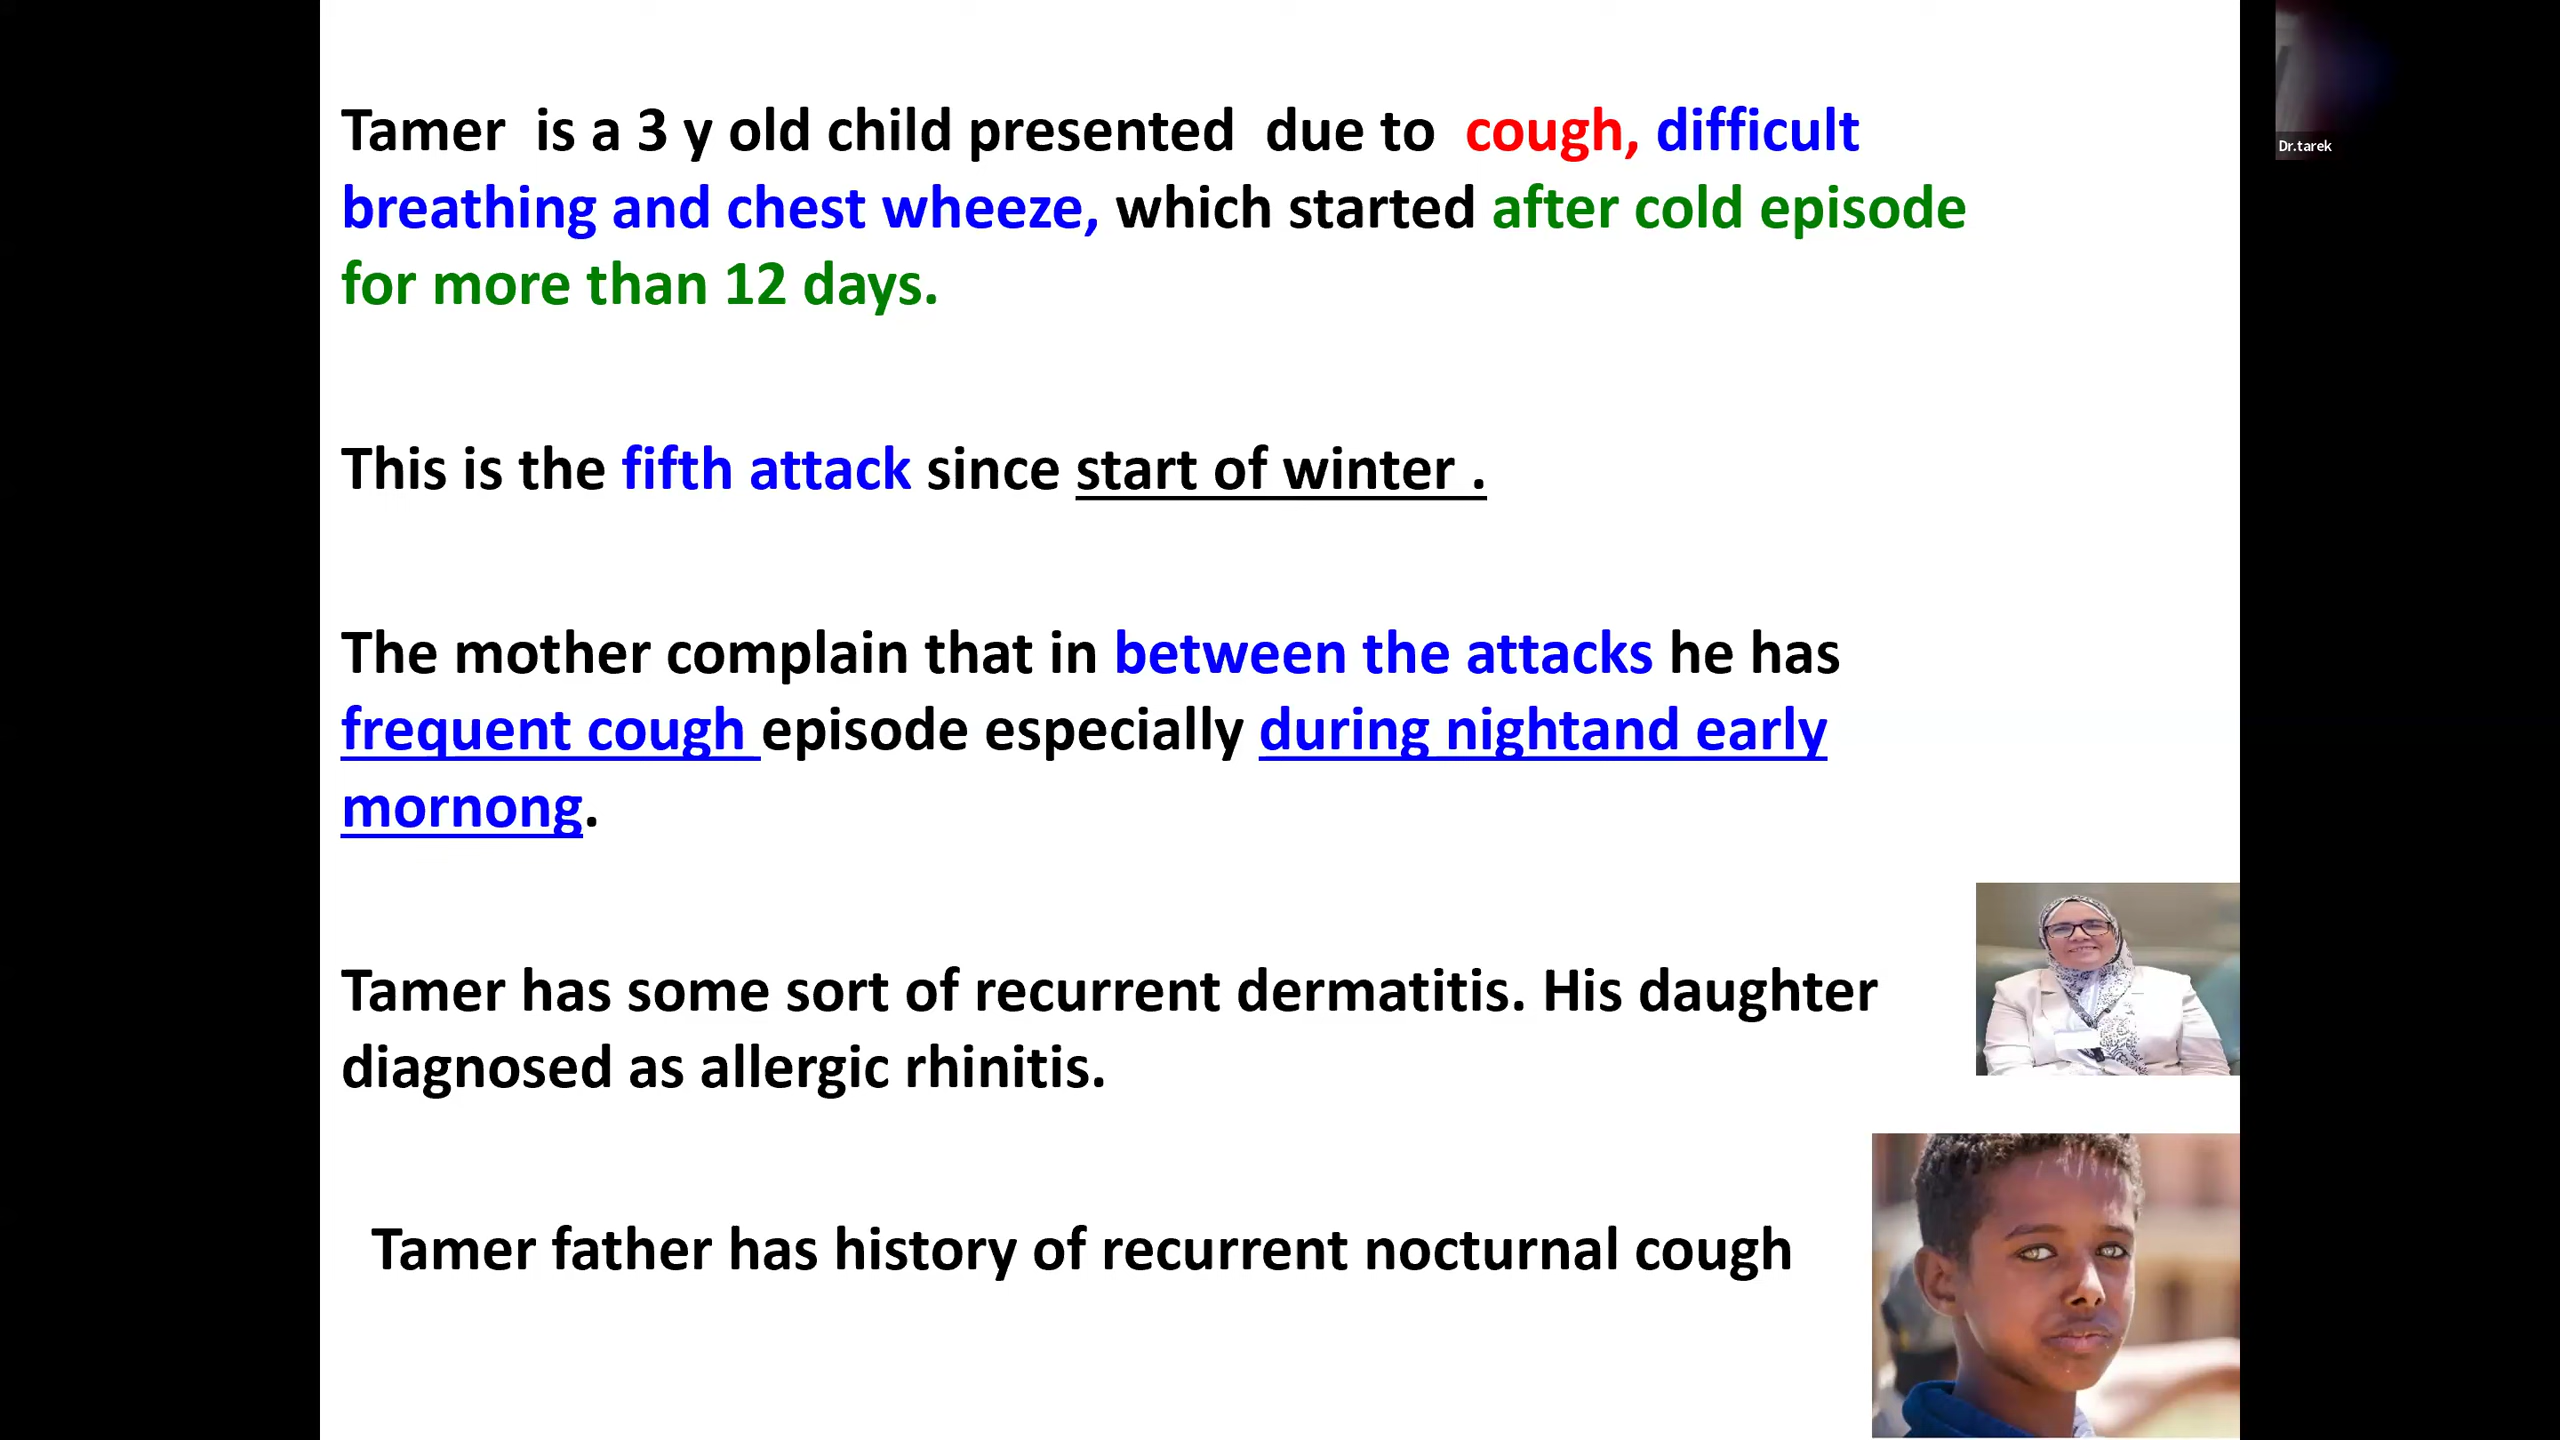 Tamer  is a 3 y old child presented  due to  cough, difficult
breathing and chest wheeze, which started after cold episode
for more than 12 days.
This is the fifth attack since start of winter .
The mother complain that in between the attacks he has
frequent cough episode especially during nightand early
mornong.
Tamer has some sort of recurrent dermatitis. His daughter
diagnosed as allergic rhinitis.
Tamer father has history of recurrent nocturnal cough
Dr.tarek